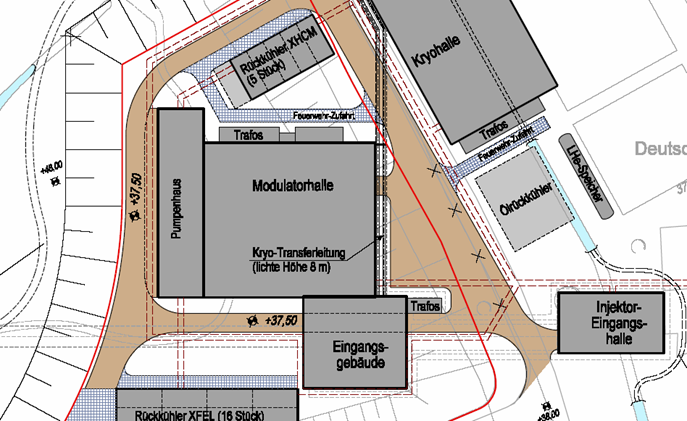 Rückkühler XHCM
(5 Stück)
Kryohalle
Feuerwehr-Zufahrt
Trafos
Trafos
Feuerwehr-Zufahrt
LHe-Speicher
Deutsc
Ölrückkühler
+48,00
+37,50
Pumpenhaus
Modulatorhalle
Kryo-Transferleitung
(lichte Höhe 8 m)
+37,50
Trafos
Eingangs-
gebäude
Injektor-
Eingangs-
halle
Rückkühler XFEL (16 Stück)
+38,00